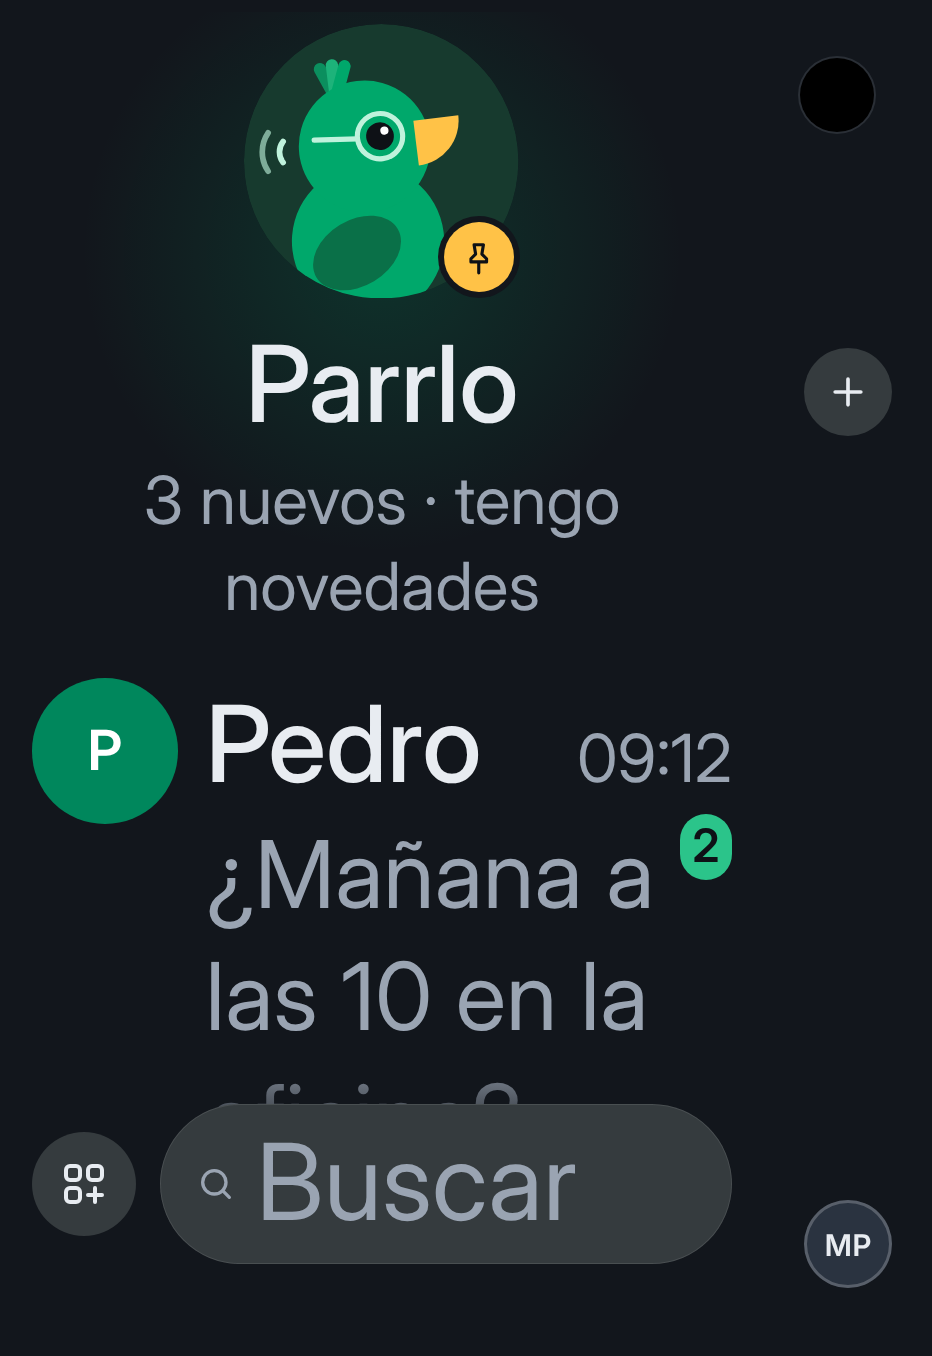 Parrlo
3 nuevos · tengo
novedades
P
Pedro
09:12
¿Mañana a
2
las 10 en la
Buscar
MP